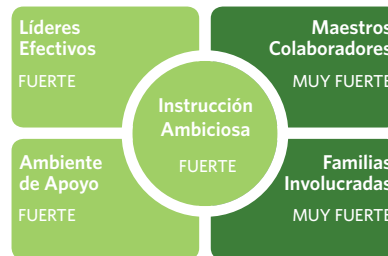 Líderes
Efectivos
FUERTE
Maestros
Colaboradores
MUY FUERTE
Instrucción
Ambiciosa
FUERTE
Ambiente
de Apoyo
FUERTE
Familias
Involucradas
MUY FUERTE